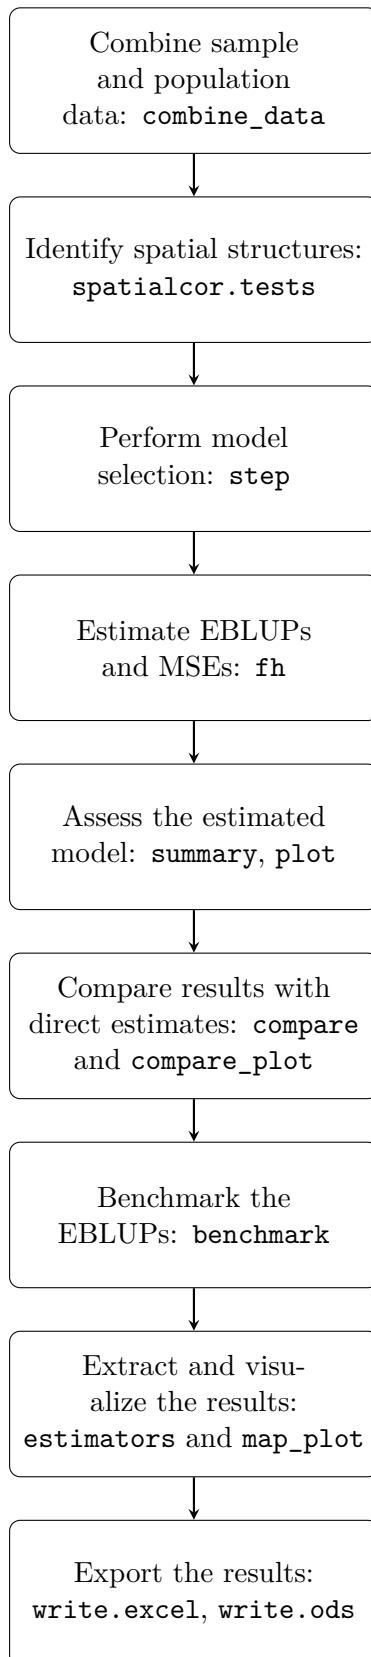 Combine sample
and population
data: combine_data
Identify spatial structures:
spatialcor.tests
Perform model
selection: step
Estimate EBLUPs
and MSEs: fh
Assess the estimated
model: summary, plot
Compare results with
direct estimates: compare
and compare_plot
Benchmark the
EBLUPs: benchmark
Extract and visu-
alize the results:
estimators and map_plot
Export the results:
write.excel, write.ods